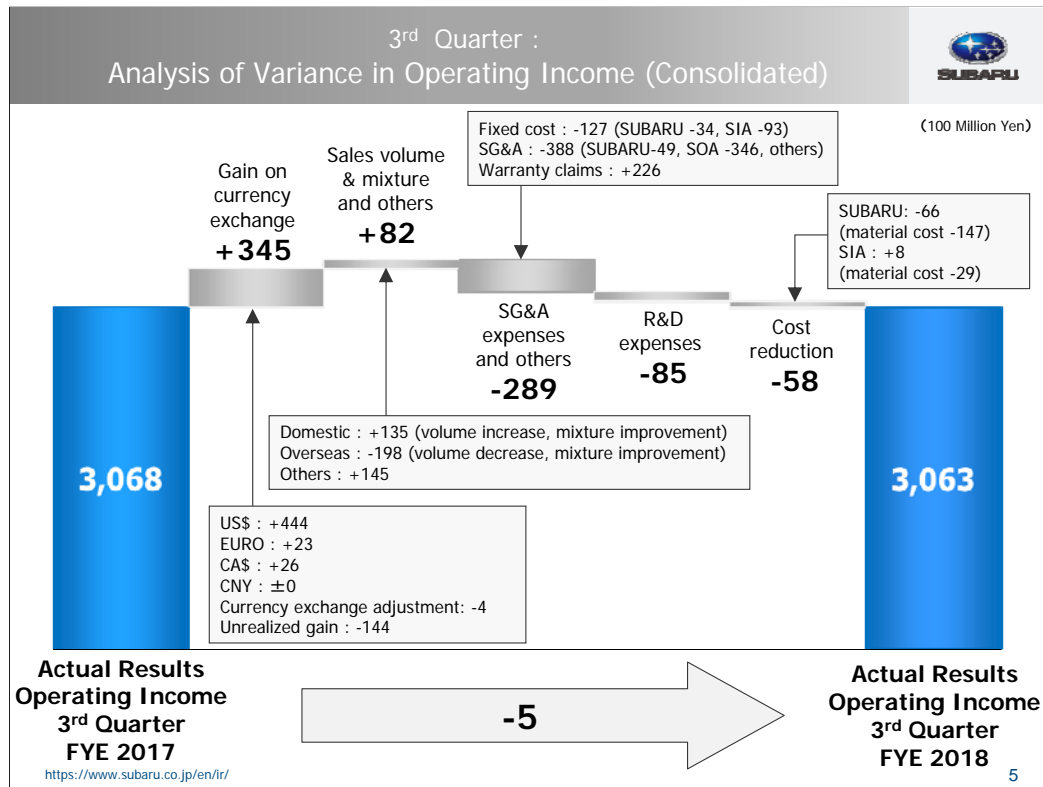 3rd Quarter :
Analysis of Variance in Operating Income (Consolidated)
SUBARU
(100 Million Yen)
Fixed cost : -127 (SUBARU -34, SIA -93)
SG&A : -388 (SUBARU-49, SOA -346, others)
Warranty claims : +226
Gain on
currency
exchange
+345
Sales volume
& mixture
and others
+82
SUBARU: -66
(material cost -147)
SIA : +8
(material cost -29)
SG&A
expenses
and others
-289
R&D
expenses
-85
Cost
reduction
-58
Domestic : +135 (volume increase, mixture improvement)
Overseas : -198 (volume decrease, mixture improvement)
Others : +145
3,068
3,063
US$ : +444
EURO : +23
CA$ : +26
CNY : ±0
Currency exchange adjustment: -4
Unrealized gain : -144
Actual Results
Operating Income
3rd Quarter
FYE 2017
-5
Actual Results
Operating Income
3rd Quarter
FYE 2018
https://www.subaru.co.jp/en/ir/
5